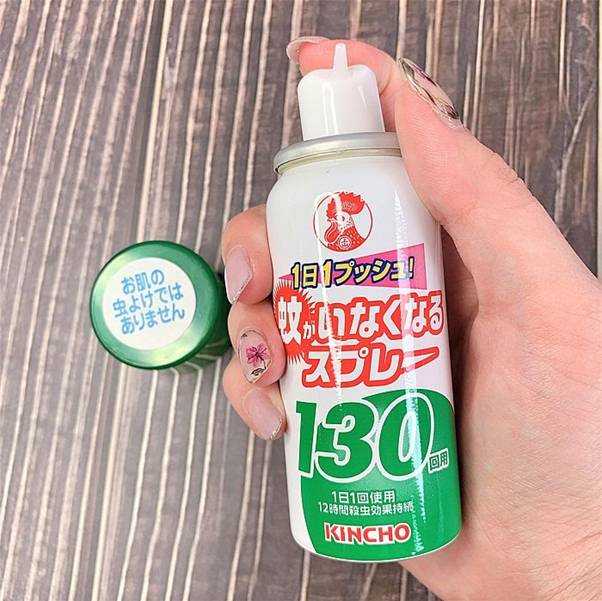 お肌の
虫よけでは
ありません
1日1プッシュ!
蚊がいなくなる
スプレー
130回用
1日1回使用
12時間殺虫効果持続
KINCHO